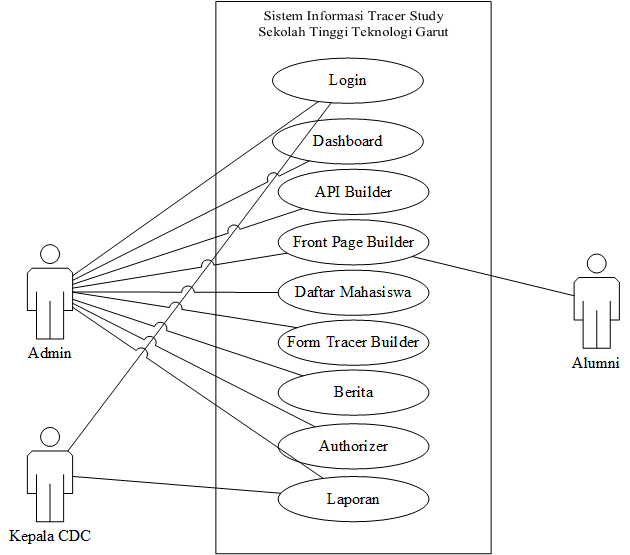 Sistem Informasi Tracer Study
Sekolah Tinggi Teknologi Garut
Login
Dashboard
API Builder
Front Page Builder
Daftar Mahasiswa
Form Tracer Builder
Berita
Authorizer
Laporan
Admin
Kepala CDC
Alumni